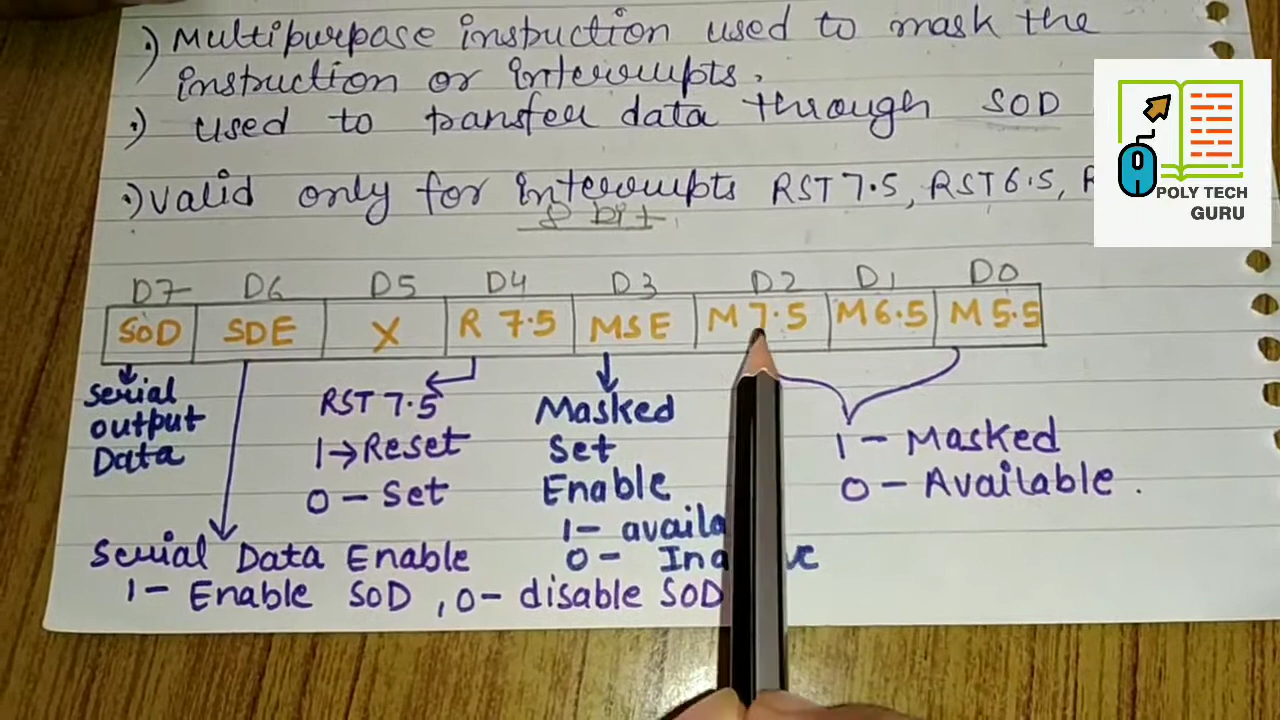 ·) Multipurpase instruction used to mask the
instruction or interrupts.
·) used to transfer data through SOD
·) Valid only for interrupts RST 7.5, RST 6.5, R
8 bit
D7 D6 D5 D4 D3 D2 D1 D0
SOD SDE X R 7.5 MSE M 7.5 M 6.5 M 5.5
Serial
output
Data
RST 7.5
1→Reset
0 - Set
Masked
Set
Enable
1 - availa
0 -
1 - Masked
0 - Available.
Serial Data Enable
1 - Enable SOD, 0 - disable SOD
POLY TECH
GURU